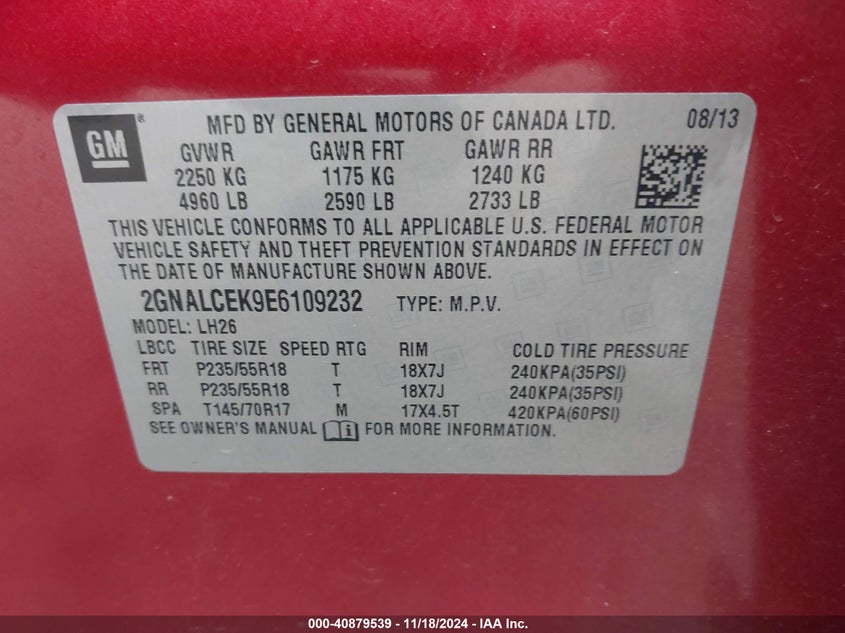 GM® MFD BY GENERAL MOTORS OF CANADA LTD. 08/13
GVWR GAWR FRT GAWR RR
2250 KG 1175 KG 1240 KG
4960 LB 2590 LB 2733 LB
THIS VEHICLE CONFORMS TO ALL APPLICABLE U.S. FEDERAL MOTOR
VEHICLE SAFETY AND THEFT PREVENTION STANDARDS IN EFFECT ON
THE DATE OF MANUFACTURE SHOWN ABOVE.
2GNALCEK9E6109232 TYPE: M.P.V.
MODEL: LH26
LBCC TIRE SIZE SPEED RTG RIM COLD TIRE PRESSURE
FRT P235/55R18 T 18X7J 240KPA(35PSI)
RR P235/55R18 T 18X7J 240KPA(35PSI)
SPA T145/70R17 M 17X4.5T 420KPA(60PSI)
SEE OWNER'S MANUAL i FOR MORE INFORMATION.
000-40879539 - 11/18/2024 - IAA Inc.